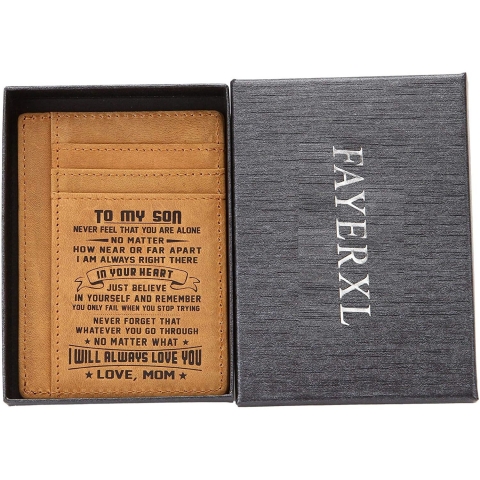 TO MY SON
NEVER FEEL THAT YOU ARE ALONE
NO MATTER
HOW NEAR OR FAR APART
I AM ALWAYS RIGHT THERE
IN YOUR HEART
JUST BELIEVE
IN YOURSELF AND REMEMBER
YOU ONLY FAIL WHEN YOU STOP TRYING
NEVER FORGET THAT
WHATEVER YOU GO THROUGH
★ NO MATTER WHAT ★
I WILL ALWAYS LOVE YOU
★ LOVE, MOM ★
FAYERXL